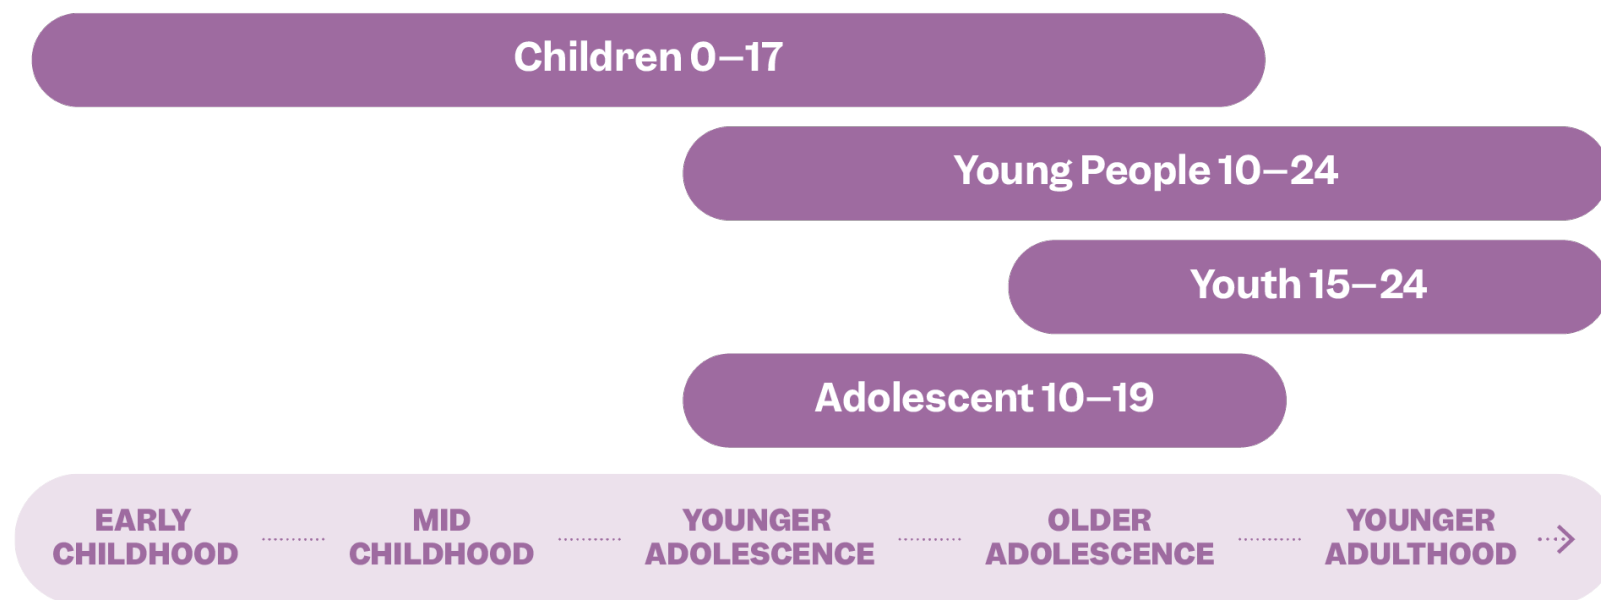 Children 0–17
Young People 10–24
Youth 15–24
Adolescent 10–19
EARLY
CHILDHOOD
MID
CHILDHOOD
YOUNGER
ADOLESCENCE
OLDER
ADOLESCENCE
YOUNGER
ADULTHOOD